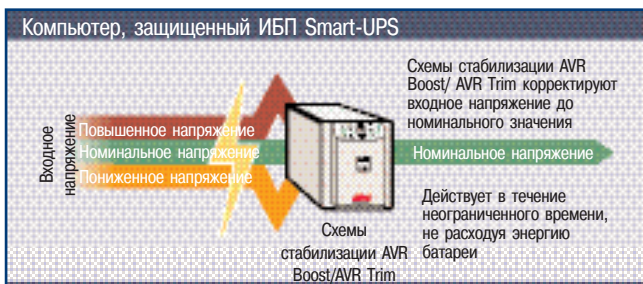 Компьютер, защищенный ИБП Smart-UPS
Схемы стабилизации AVR
Boost/ AVR Trim корректируют
входное напряжение до
номинального значения
Входное
напряжение
Повышенное напряжение
Номинальное напряжение
Пониженное напряжение
Номинальное напряжение
Действует в течение
неограниченного времени,
не расходуя энергию
батареи
Схемы
стабилизации AVR
Boost/AVR Trim